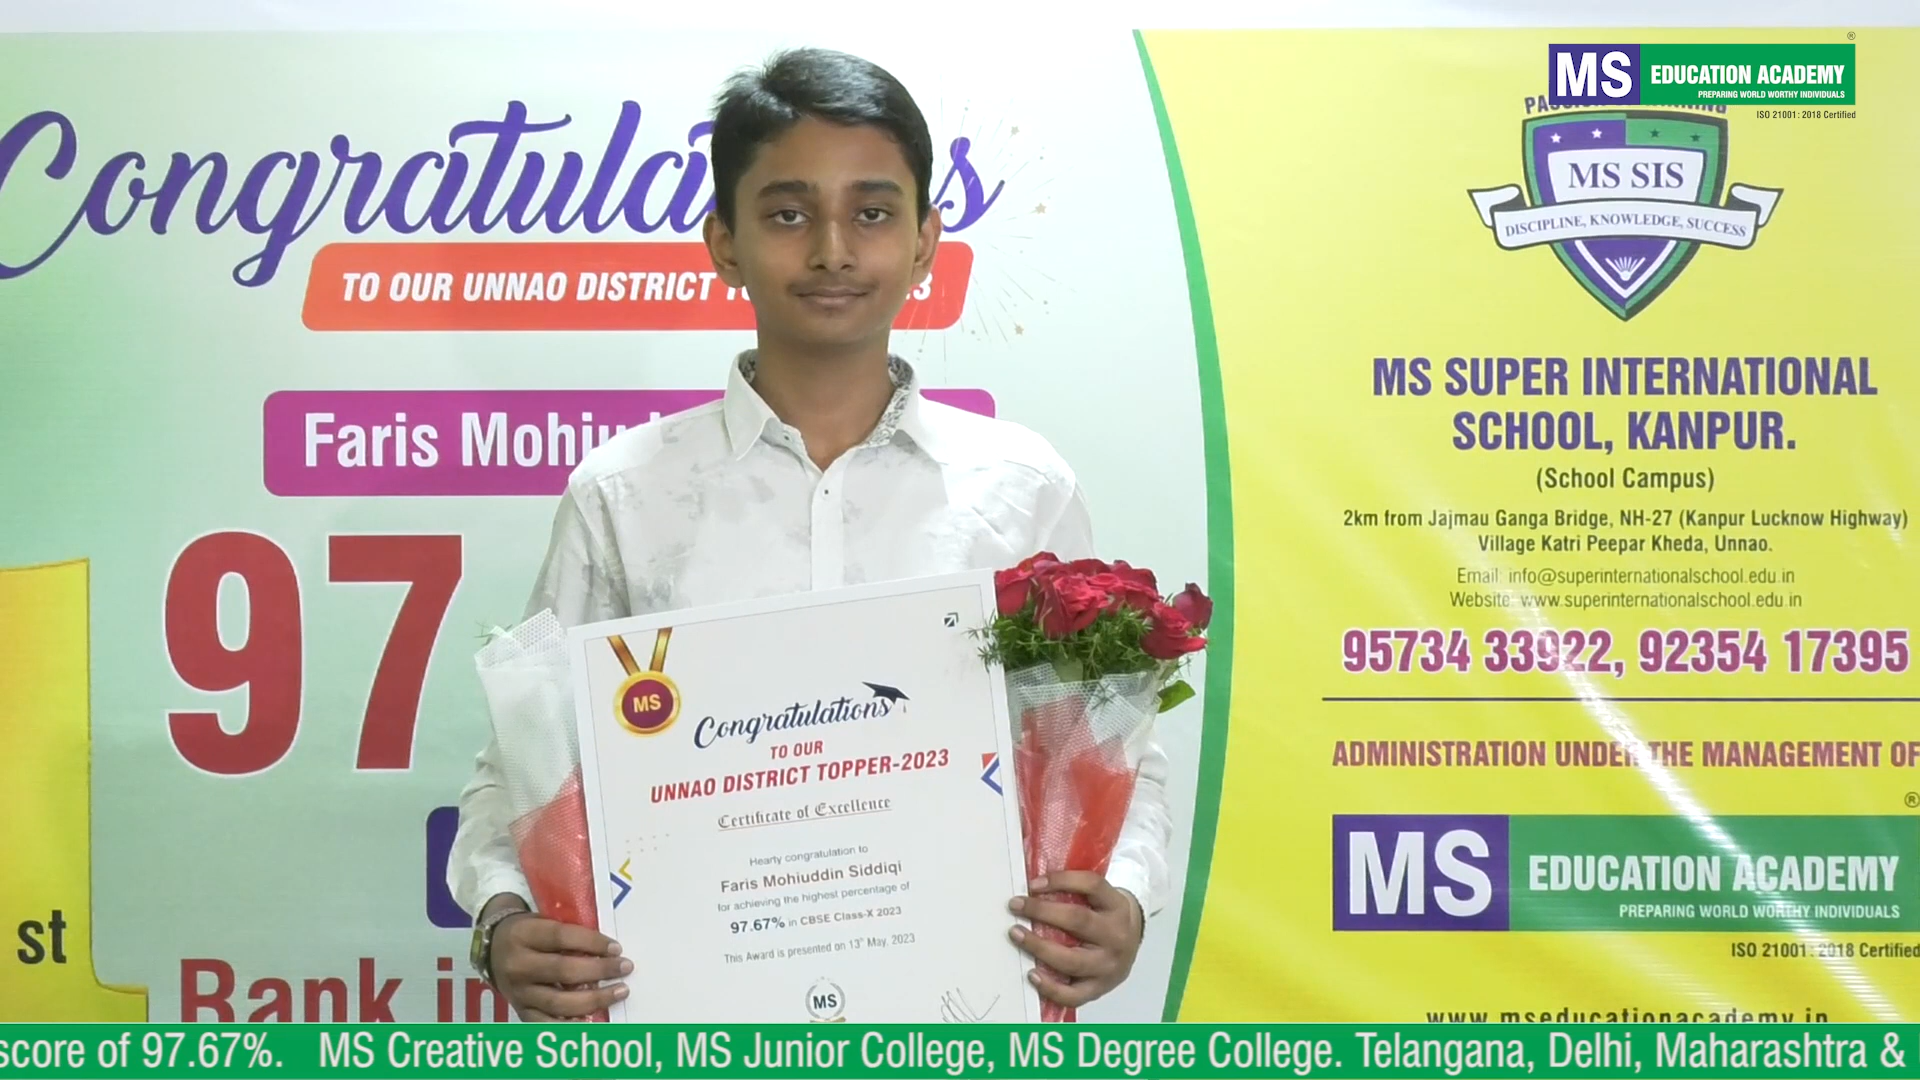 Congratulations
TO OUR UNNAO DISTRICT
Faris
97
st
Rank in
MS EDUCATION ACADEMY
®
PREPARING WORLD WORTHY INDIVIDUALS
ISO 21001 : 2018 Certified
MS SIS
DISCIPLINE, KNOWLEDGE, SUCCESS
MS SUPER INTERNATIONAL
SCHOOL, KANPUR.
(School Campus)
2km from Jajmau Ganga Bridge, NH-27 (Kanpur Lucknow Highway)
Village Katri Peepar Kheda, Unnao.
Email: info@superinternationalschool.edu.in
Website- www.superinternationalschool.edu.in
95734 33922, 92354 17395
ADMINISTRATION UNDER THE MANAGEMENT OF
®
MS EDUCATION ACADEMY
PREPARING WORLD WORTHY INDIVIDUALS
ISO 21001 : 2018 Certified
www.mseducationacademy.in
MS
Congratulations
TO OUR
UNNAO DISTRICT TOPPER-2023
Certificate of Excellence
Hearty congratulation to
Faris Mohiuddin Siddiqi
for achieving the highest percentage of
97.67% in CBSE Class-X 2023
This Award is presented on 13th May, 2023
MS
score of 97.67%. MS Creative School, MS Junior College, MS Degree College. Telangana, Delhi, Maharashtra &